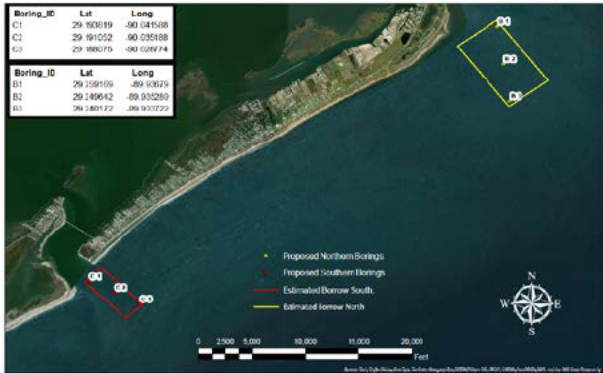 Boring_ID Lat Long
C1 29.193819 -90.041588
C2 29.191052 -90.035188
C3 29.188075 -90.028774
Boring_ID Lat Long
B1 29.259169 -89.93679
B2 29.249642 -89.935280
B3 29.240172 -89.933722
B1
B2
B3
C1
C2
C3
Proposed Northern Borings
Proposed Southern Borings
Estimated Borrow South.
Estimated Borrow North
N
W E
S
0 2,500 5,000 10,000 15,000 20,000
Feet